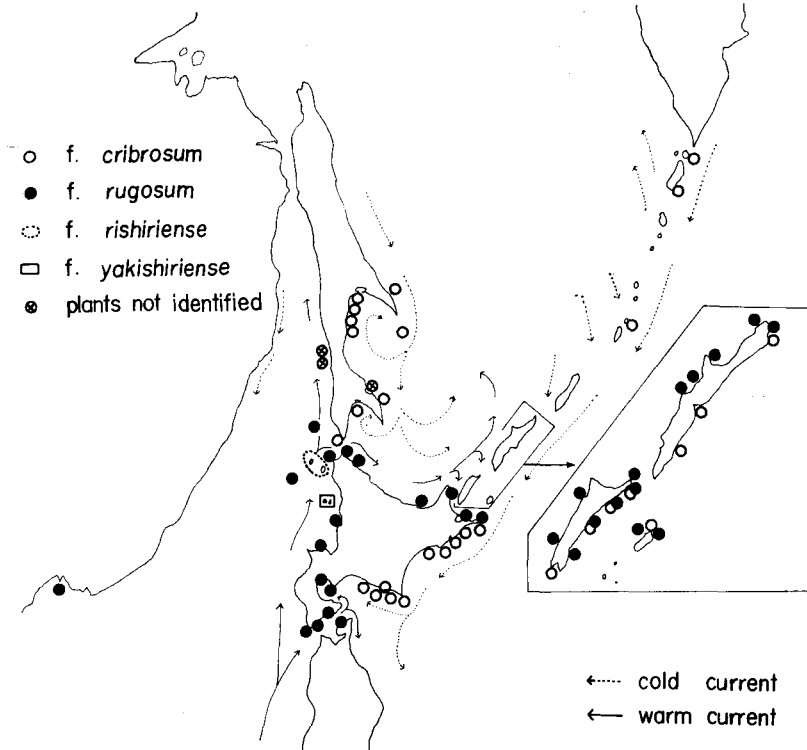 f. cribrosum
f. rugosum
f. rishiriense
f. yakishiriense
plants not identified
cold current
warm current